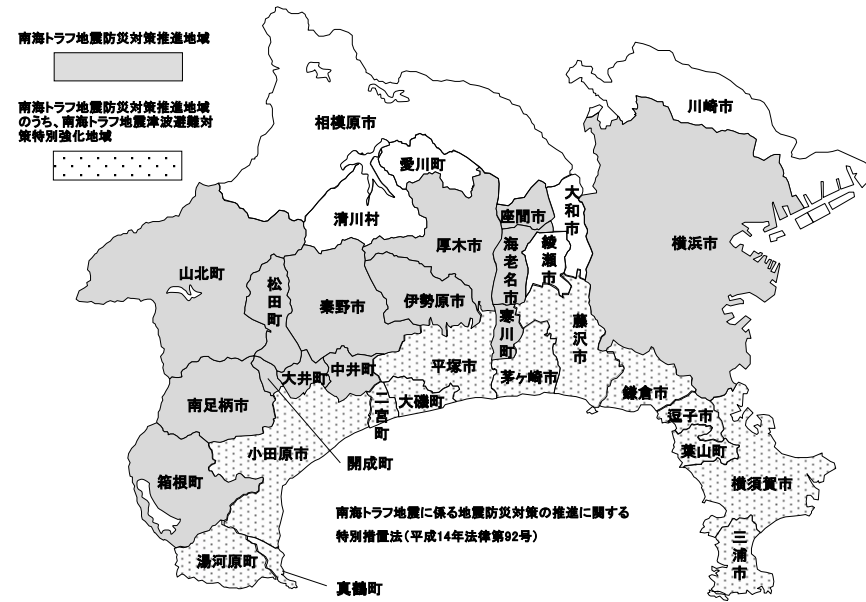 南海トラフ地震防災対策推進地域
南海トラフ地震防災対策推進地域
のうち、南海トラフ地震津波避難対
策特別強化地域
川崎市
相模原市
愛川町
清川村
座間市
大和市
厚木市
海老名市
綾瀬市
横浜市
山北町
松田町
秦野市
伊勢原市
寒川町
藤沢市
平塚市
大井町
中井町
茅ヶ崎市
鎌倉市
南足柄市
二宮町
大磯町
逗子市
葉山町
小田原市
開成町
箱根町
横須賀市
南海トラフ地震に係る地震防災対策の推進に関する
特別措置法(平成14年法律第92号)
三浦市
湯河原町
真鶴町